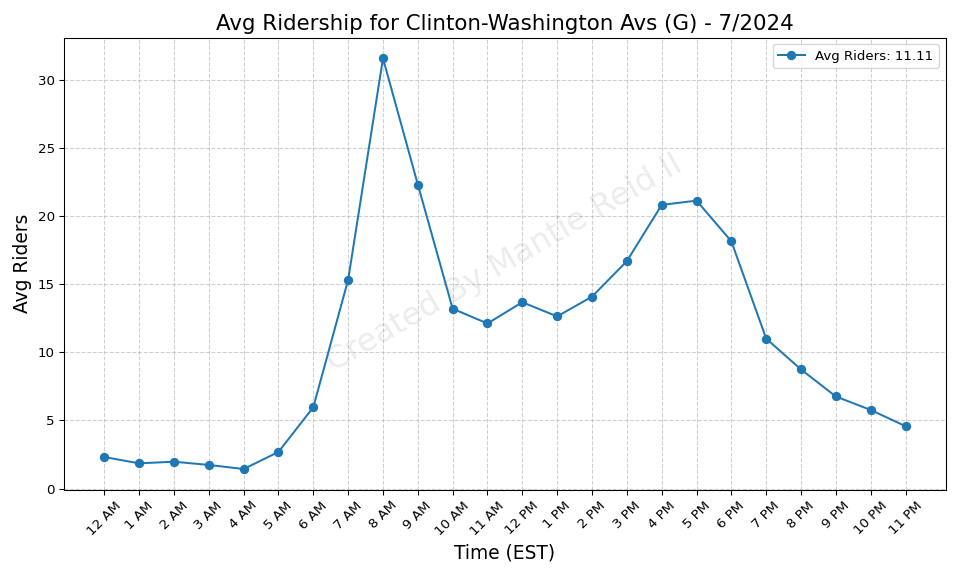 Avg Ridership for Clinton-Washington Avs (G) - 7/2024
Avg Riders: 11.11
Avg Riders
30
25
20
15
10
5
0
Created By Mantie Reid II
12 AM
1 AM
2 AM
3 AM
4 AM
5 AM
6 AM
7 AM
8 AM
9 AM
10 AM
11 AM
12 PM
1 PM
2 PM
3 PM
4 PM
5 PM
6 PM
7 PM
8 PM
9 PM
10 PM
11 PM
Time (EST)